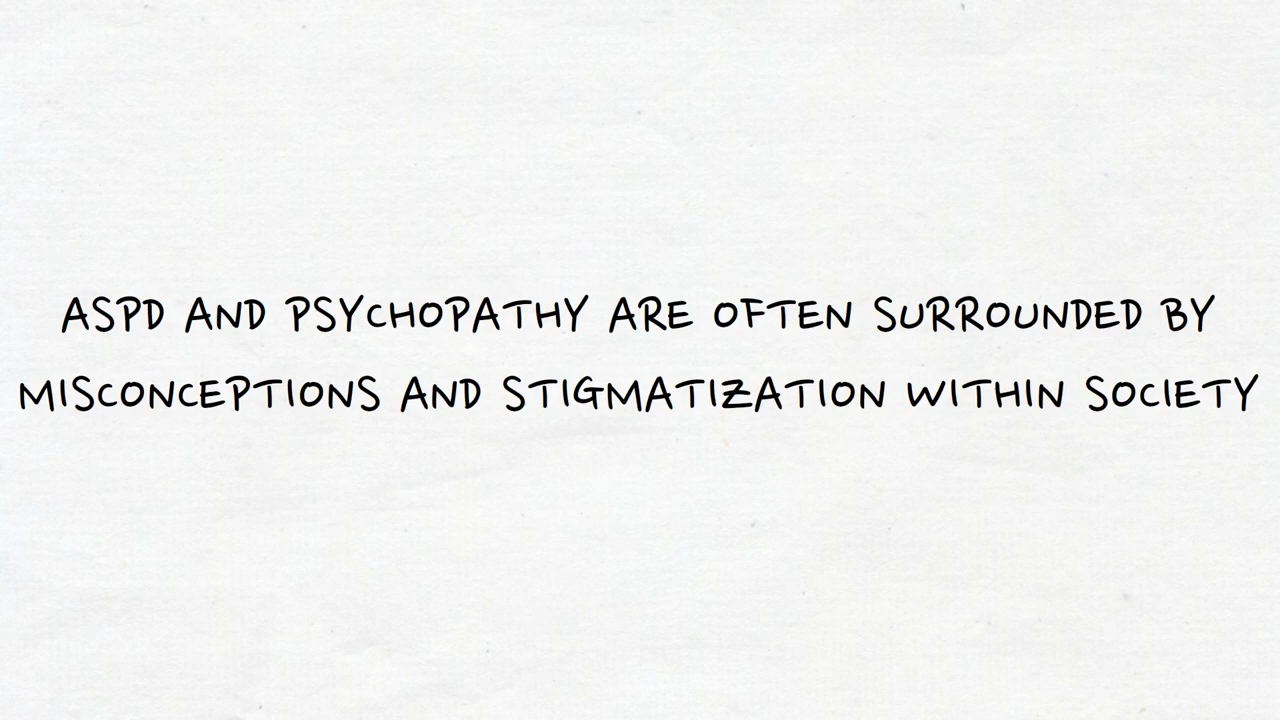 ASPD AND PSYCHOPATHY ARE OFTEN SURROUNDED BY
MISCONCEPTIONS AND STIGMATIZATION WITHIN SOCIETY